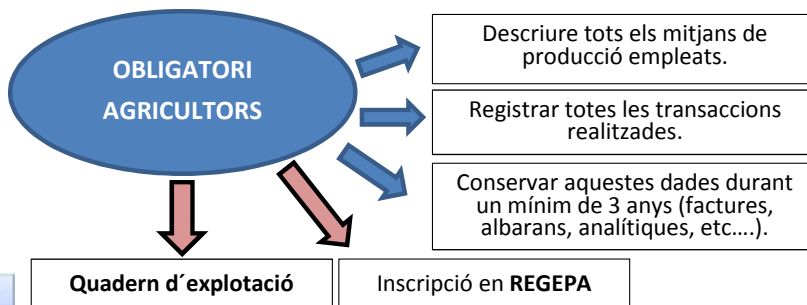 OBLIGATORI
AGRICULTORS
Descriure tots els mitjans de
producció empleats.
Registrar totes les transaccions
realitzades.
Conservar aquestes dades durant
un mínim de 3 anys (factures,
albarans, analítiques, etc….).
Quadern d´explotació
Inscripció en REGEPA